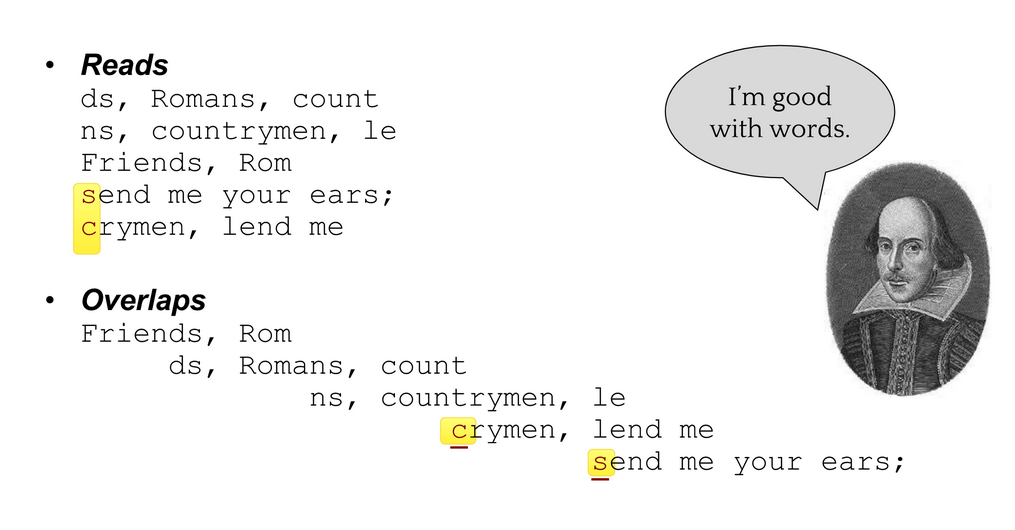 • Reads
ds, Romans, count
ns, countrymen, le
Friends, Rom
send me your ears;
crymen, lend me
I'm good
with words.
• Overlaps
Friends, Rom
ds, Romans, count
ns, countrymen, le
crymen, lend me
send me your ears;